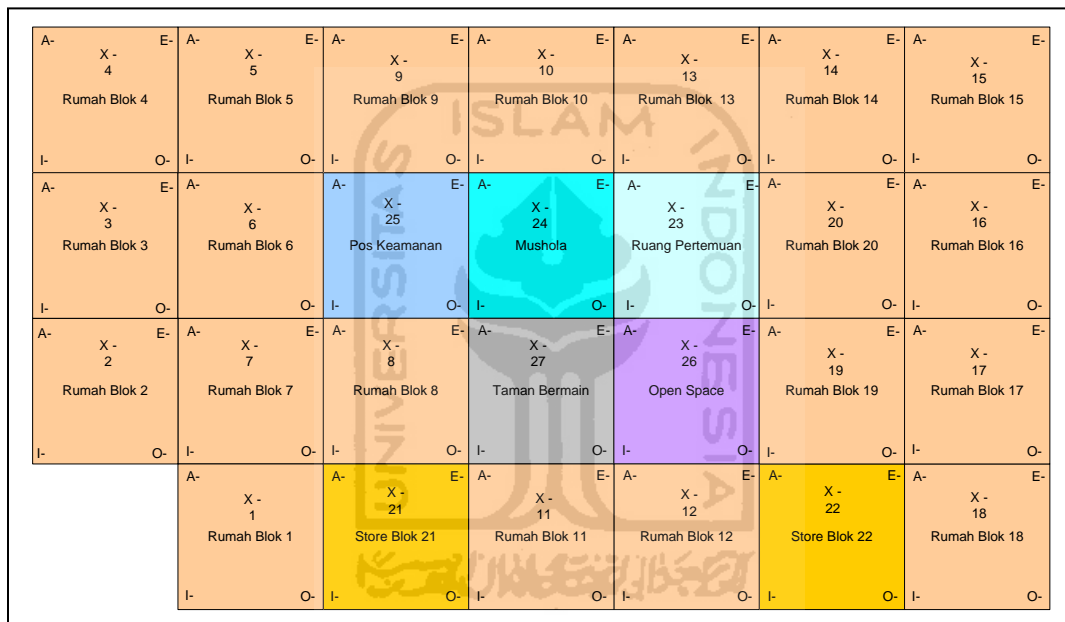 A- E- A- E- A- E- A- E- A- E- A- E- A- E-
X - X - X - X - X - X - X -
4 5 9 10 13 14 15
Rumah Blok 4 Rumah Blok 5 Rumah Blok 9 Rumah Blok 10 Rumah Blok 13 Rumah Blok 14 Rumah Blok 15
I- O- I- O- I- O- I- O- I- O- I- O- I- O-
A- E- A- E- A- E- A- E- A- E- A- E- A- E-
X - X - X - X - X - X - X -
3 6 25 24 23 20 16
Rumah Blok 3 Rumah Blok 6 Pos Keamanan Mushola Ruang Pertemuan Rumah Blok 20 Rumah Blok 16
I- O- I- O- I- O- I- O- I- O- I- O- I- O-
A- E- A- E- A- E- A- E- A- E- A- E- A- E-
X - X - X - X - X - X - X -
2 7 8 27 26 19 17
Rumah Blok 2 Rumah Blok 7 Rumah Blok 8 Taman Bermain Open Space Rumah Blok 19 Rumah Blok 17
I- O- I- O- I- O- I- O- I- O- I- O- I- O-
A- E- A- E- A- E- A- E- A- E- A- E-
X - X - X - X - X - X -
1 21 11 12 22 18
Rumah Blok 1 Store Blok 21 Rumah Blok 11 Rumah Blok 12 Store Blok 22 Rumah Blok 18
I- O- I- O- I- O- I- O- I- O- I- O-
UNIVERSITAS
ISLAM
INDONESIA